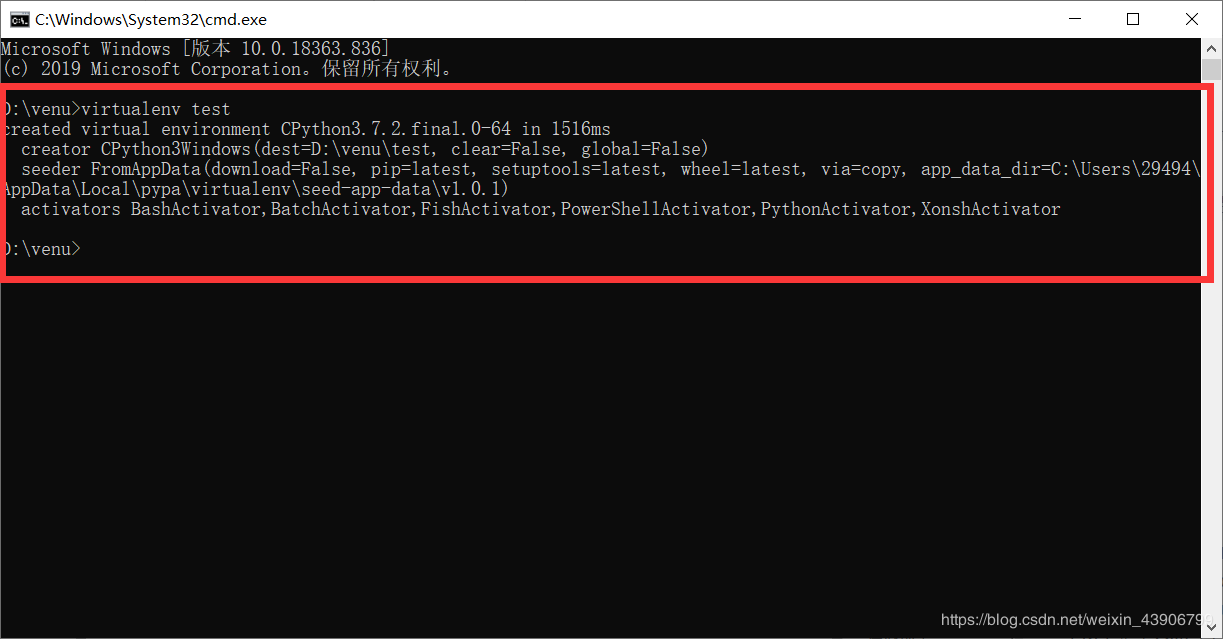 C:\Windows\System32\cmd.exe
Microsoft Windows [版本 10.0.18363.836]
(c) 2019 Microsoft Corporation。保留所有权利。
D:\venu>virtualenv test
created virtual environment CPython3.7.2.final.0-64 in 1516ms
creator CPython3Windows(dest=D:\venu\test, clear=False, global=False)
seeder FromAppData(download=False, pip=latest, setuptools=latest, wheel=latest, via=copy, app_data_dir=C:\Users\29494\
AppData\Local\pypa\virtualenv\seed-app-data\v1.0.1)
activators BashActivator,BatchActivator,FishActivator,PowerShellActivator,PythonActivator,XonshActivator
D:\venu>
https://blog.csdn.net/weixin_43906799